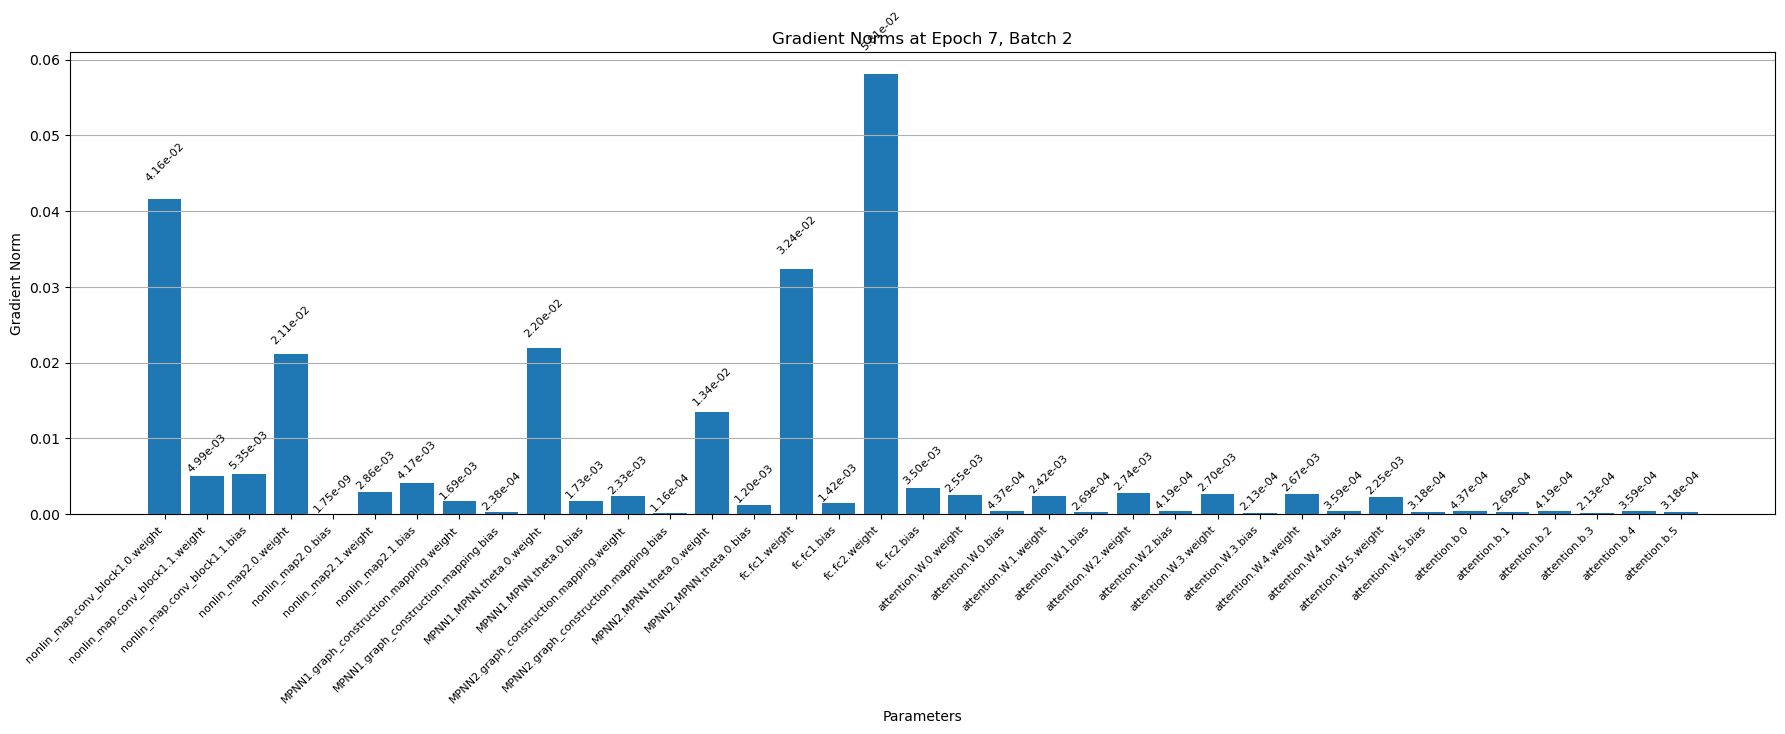 Gradient Norms at Epoch 7, Batch 2
Gradient Norm
0.06
0.05
0.04
0.03
0.02
0.01
0.00
4.16e-02
4.99e-03
5.35e-03
2.11e-02
1.75e-09
2.86e-03
4.17e-03
1.69e-03
2.38e-04
2.20e-02
1.73e-03
2.33e-03
1.16e-04
1.34e-02
1.20e-03
3.24e-02
1.42e-03
5.81e-02
3.50e-03
2.55e-03
4.37e-04
2.42e-03
2.69e-04
2.74e-03
4.19e-04
2.70e-03
2.13e-04
2.67e-03
3.59e-04
2.25e-03
3.18e-04
4.37e-04
2.69e-04
4.19e-04
2.13e-04
3.59e-04
3.18e-04
nonlin_map.conv_block1.0.weight
nonlin_map.conv_block1.1.weight
nonlin_map.conv_block1.1.bias
nonlin_map2.0.weight
nonlin_map2.0.bias
nonlin_map2.1.weight
nonlin_map2.1.bias
MPNN1.graph_construction.mapping.weight
MPNN1.graph_construction.mapping.bias
MPNN1.MPNN.theta.0.weight
MPNN1.MPNN.theta.0.bias
MPNN2.graph_construction.mapping.weight
MPNN2.graph_construction.mapping.bias
MPNN2.MPNN.theta.0.weight
MPNN2.MPNN.theta.0.bias
fc.fc1.weight
fc.fc1.bias
fc.fc2.weight
fc.fc2.bias
attention.W.0.weight
attention.W.0.bias
attention.W.1.weight
attention.W.1.bias
attention.W.2.weight
attention.W.2.bias
attention.W.3.weight
attention.W.3.bias
attention.W.4.weight
attention.W.4.bias
attention.W.5.weight
attention.W.5.bias
attention.b.0
attention.b.1
attention.b.2
attention.b.3
attention.b.4
attention.b.5
Parameters